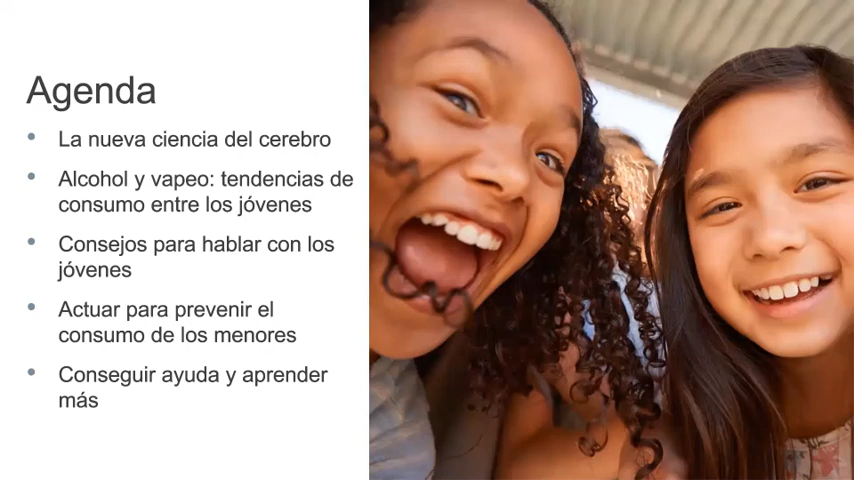 Agenda
• La nueva ciencia del cerebro
• Alcohol y vapeo: tendencias de
consumo entre los jóvenes
• Consejos para hablar con los
jóvenes
• Actuar para prevenir el
consumo de los menores
• Conseguir ayuda y aprender
más